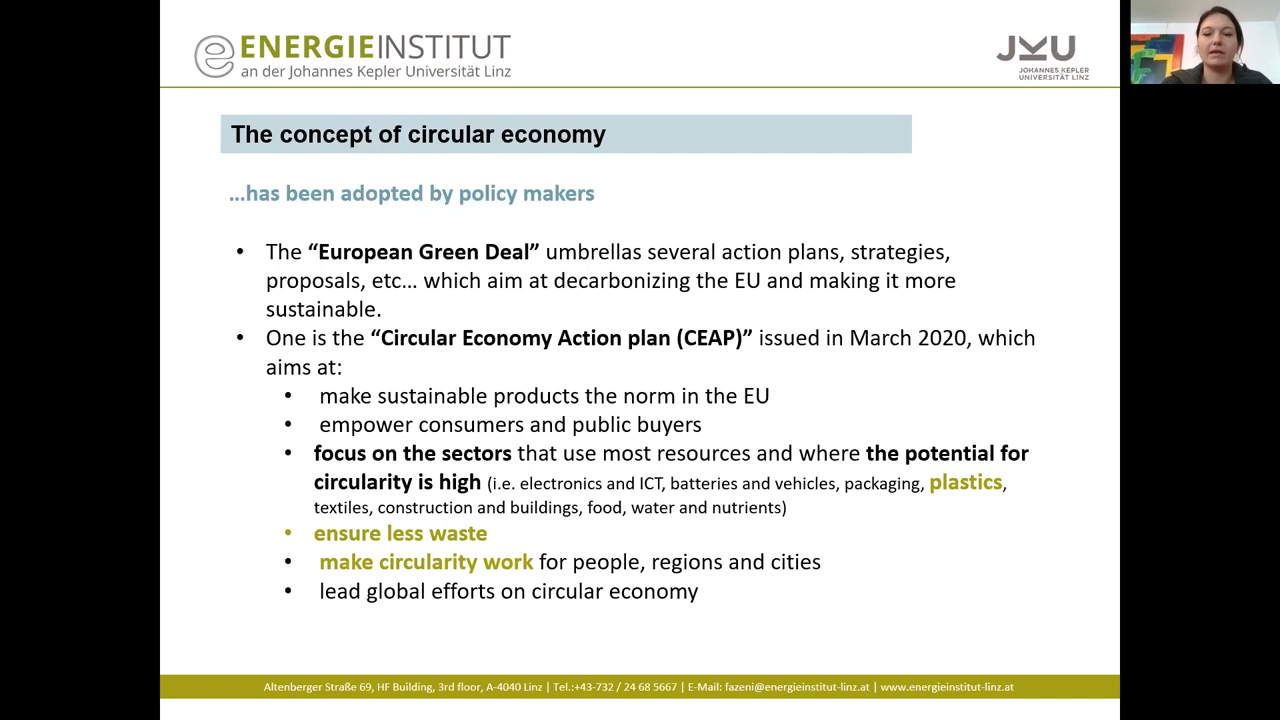 ENERGIEINSTITUT
an der Johannes Kepler Universität Linz
JKU
JOHANNES KEPLER
UNIVERSITÄT LINZ
The concept of circular economy
…has been adopted by policy makers
• The “European Green Deal” umbrellas several action plans, strategies,
proposals, etc… which aim at decarbonizing the EU and making it more
sustainable.
• One is the “Circular Economy Action plan (CEAP)” issued in March 2020, which
aims at:
• make sustainable products the norm in the EU
• empower consumers and public buyers
• focus on the sectors that use most resources and where the potential for
circularity is high (i.e. electronics and ICT, batteries and vehicles, packaging, plastics,
textiles, construction and buildings, food, water and nutrients)
• ensure less waste
• make circularity work for people, regions and cities
• lead global efforts on circular economy
Altenberger Straße 69, HF Building, 3rd floor, A-4040 Linz | Tel.:+43-732 / 24 68 5667 | E-Mail: fazeni@energieinstitut-linz.at | www.energieinstitut-linz.at